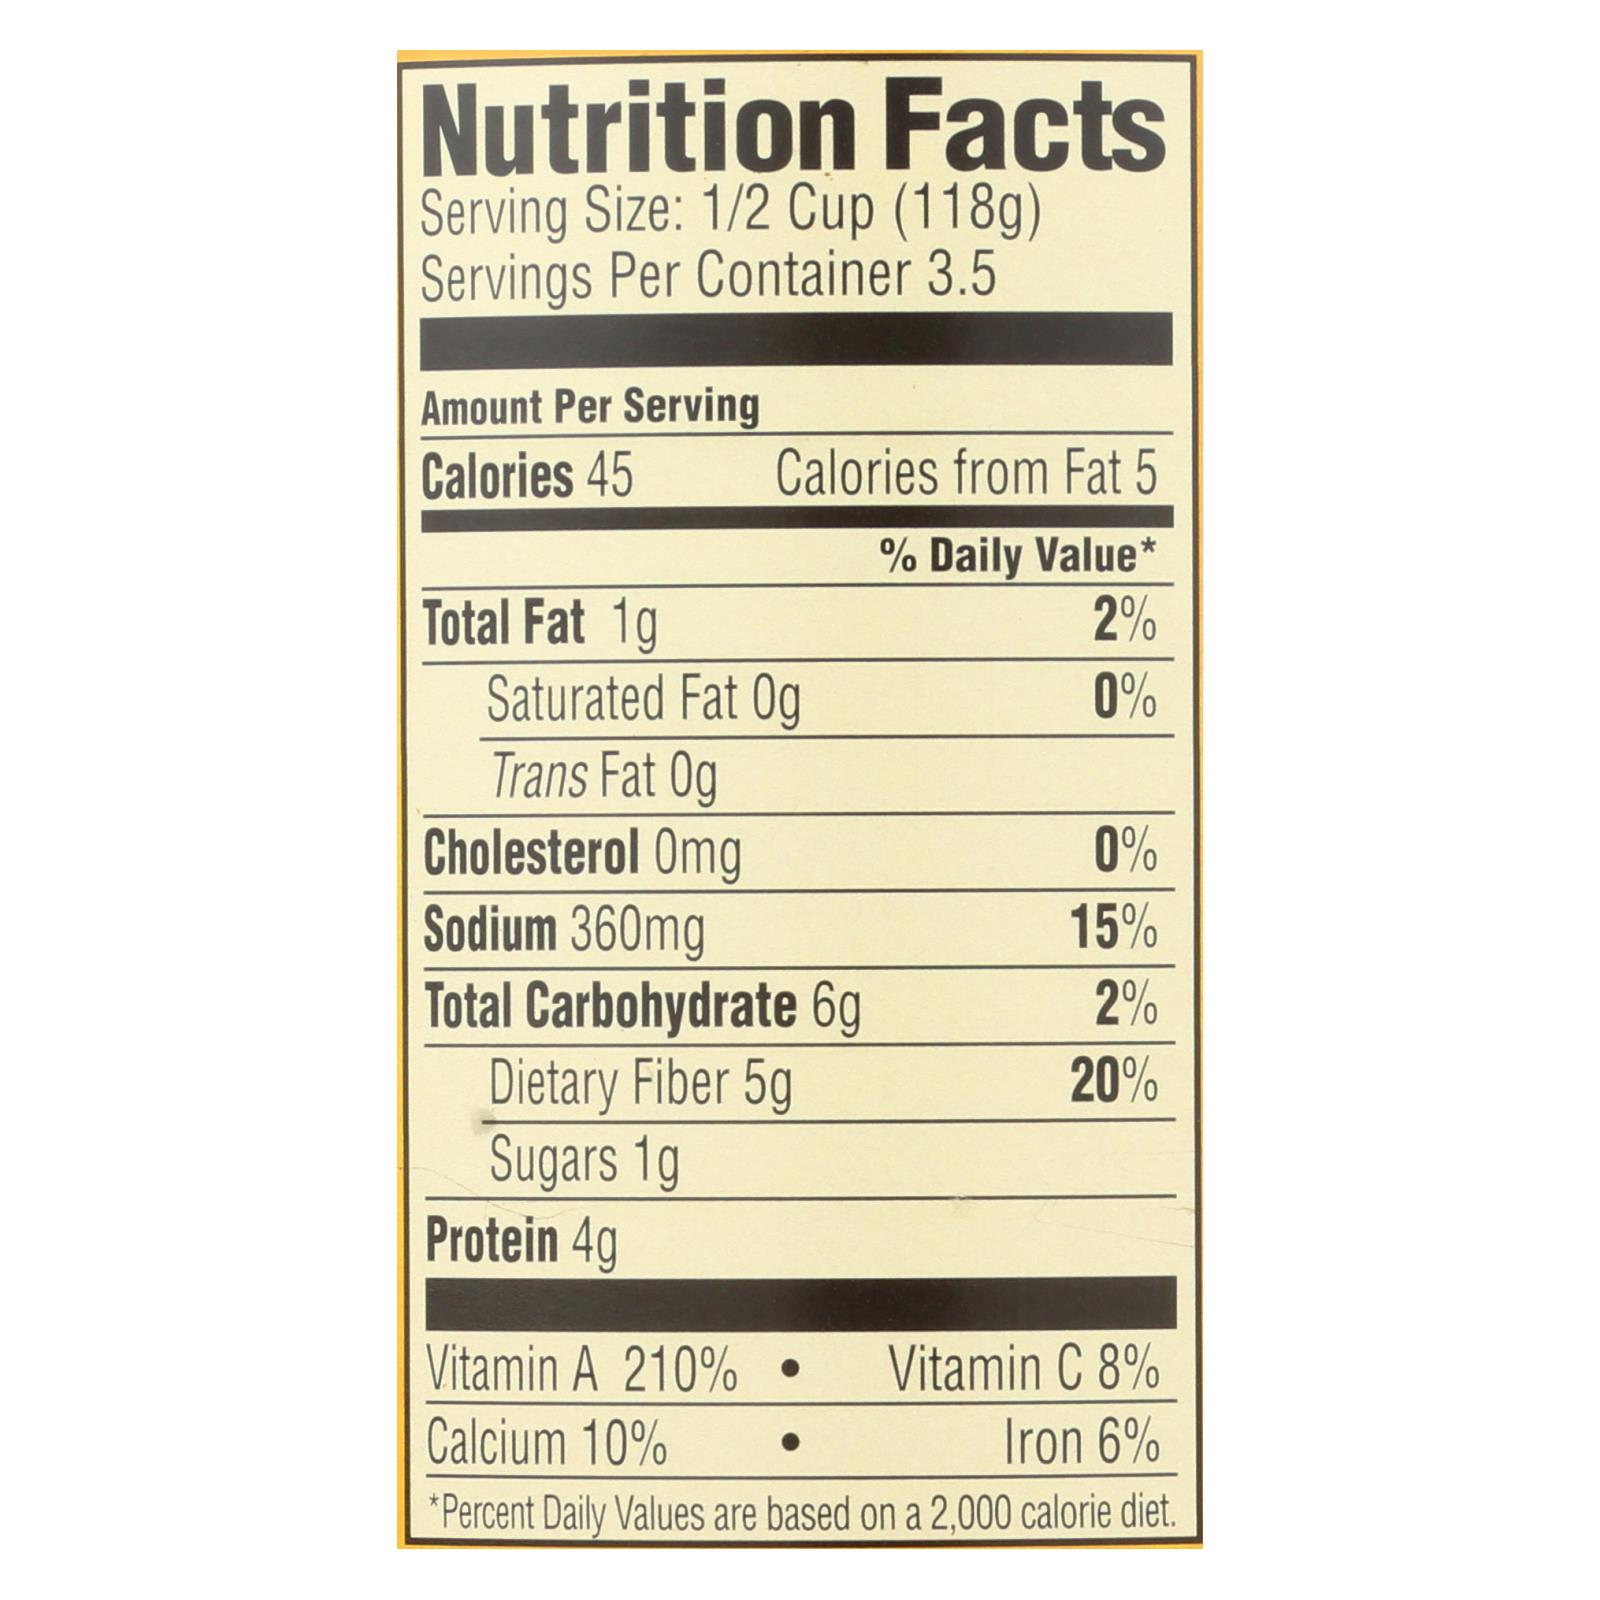 Nutrition Facts
Serving Size: 1/2 Cup (118g)
Servings Per Container 3.5
Amount Per Serving
Calories 45 Calories from Fat 5
% Daily Value*
Total Fat 1g 2%
Saturated Fat 0g 0%
Trans Fat 0g
Cholesterol 0mg 0%
Sodium 360mg 15%
Total Carbohydrate 6g 2%
Dietary Fiber 5g 20%
Sugars 1g
Protein 4g
Vitamin A 210% • Vitamin C 8%
Calcium 10% • Iron 6%
*Percent Daily Values are based on a 2,000 calorie diet.